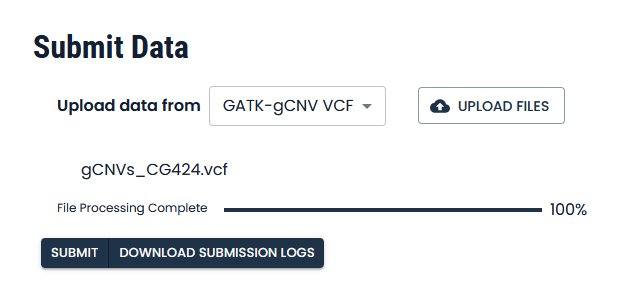 Submit Data
Upload data from GATK-gCNV VCF UPLOAD FILES
gCNVs_CG424.vcf
File Processing Complete 100%
SUBMIT DOWNLOAD SUBMISSION LOGS